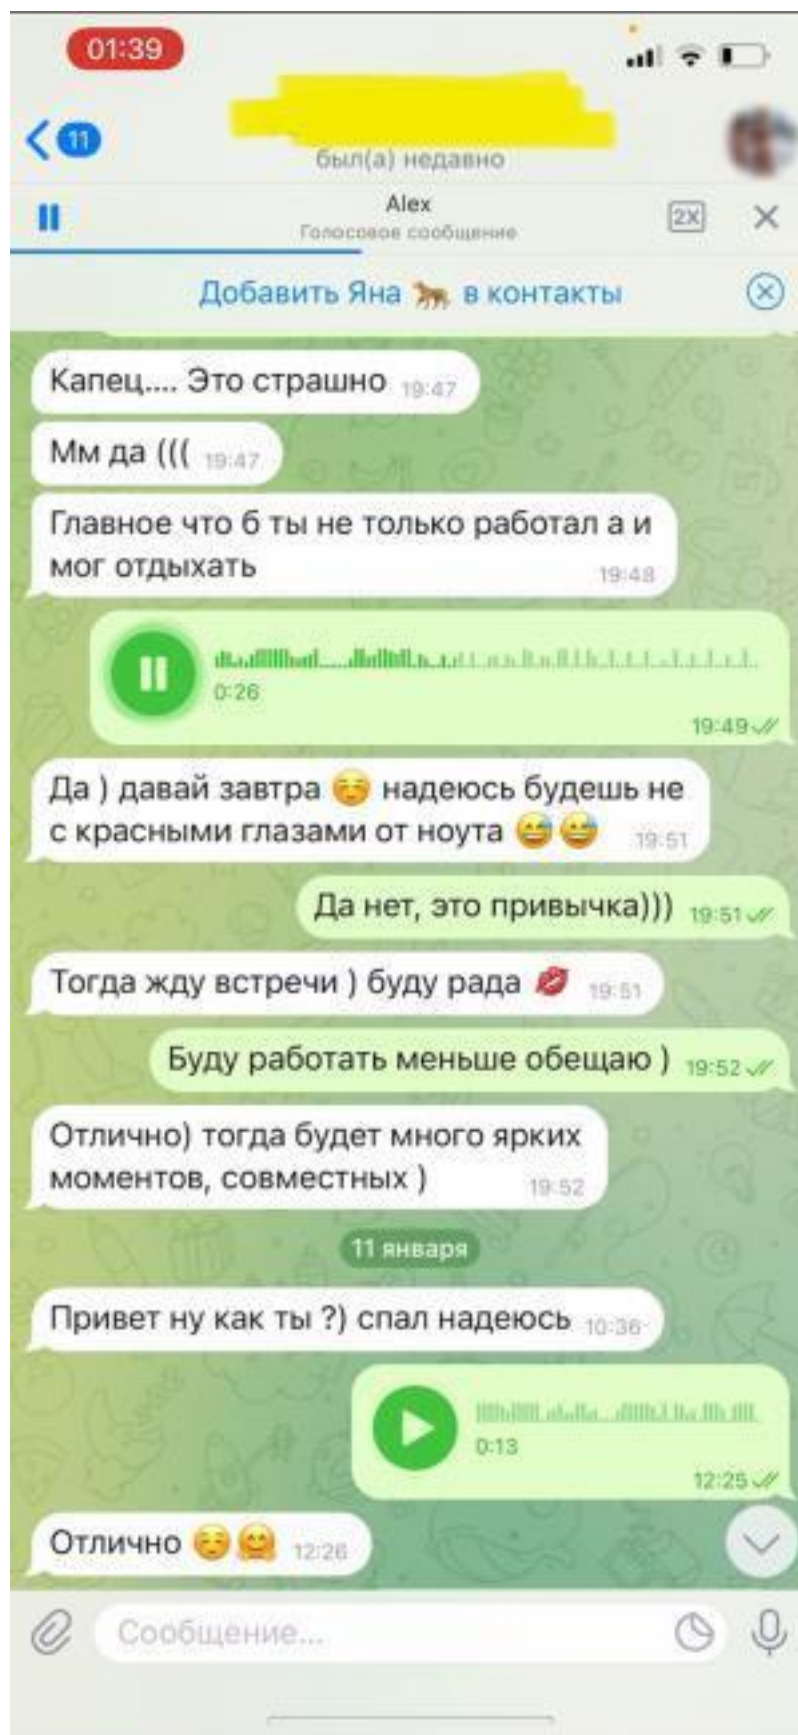 01:39
11
был(а) недавно
Alex
Голосовое сообщение
2X
Добавить Яна 🐆 в контакты
Капец.... Это страшно 19:47
Мм да ((( 19:47
Главное что б ты не только работал а и
мог отдыхать 19:48
0:26
19:49
Да ) давай завтра ☺️ надеюсь будешь не
с красными глазами от ноута 😅😅 19:51
Да нет, это привычка))) 19:51
Тогда жду встречи ) буду рада 💋 19:51
Буду работать меньше обещаю ) 19:52
Отлично) тогда будет много ярких
моментов, совместных ) 19:52
11 января
Привет ну как ты ?) спал надеюсь 10:36
0:13
12:25
Отлично ☺️🤗 12:26
Сообщение...